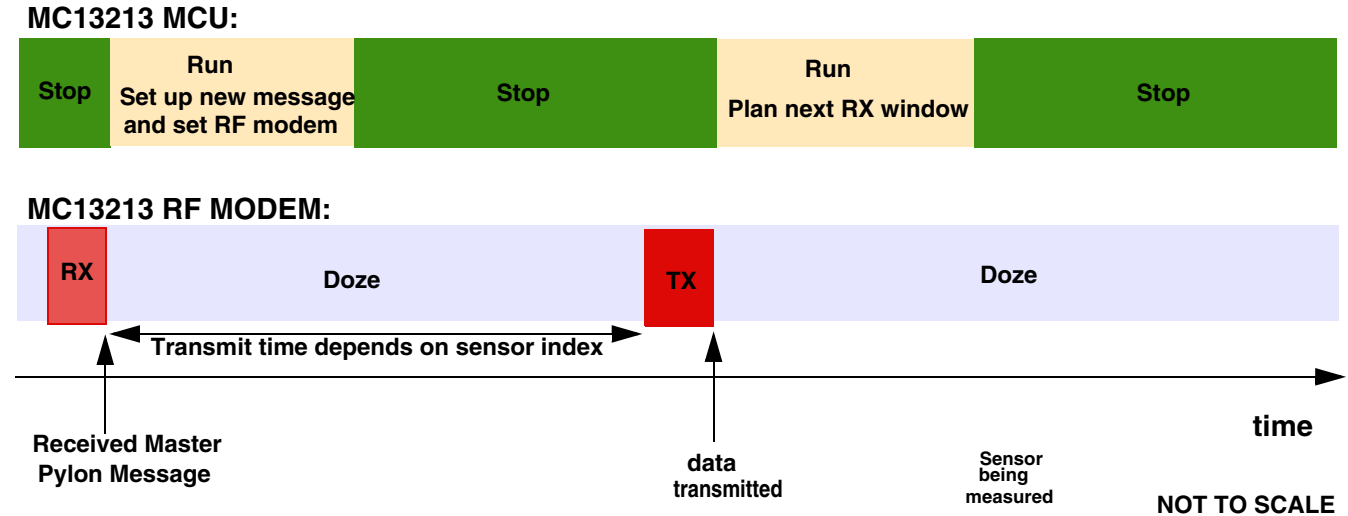 MC13213 MCU:
Stop
Run
Set up new message
and set RF modem
Stop
Run
Plan next RX window
Stop
MC13213 RF MODEM:
RX
Doze
TX
Doze
Transmit time depends on sensor index
Received Master
Pylon Message
data
transmitted
Sensor
being
measured
time
NOT TO SCALE